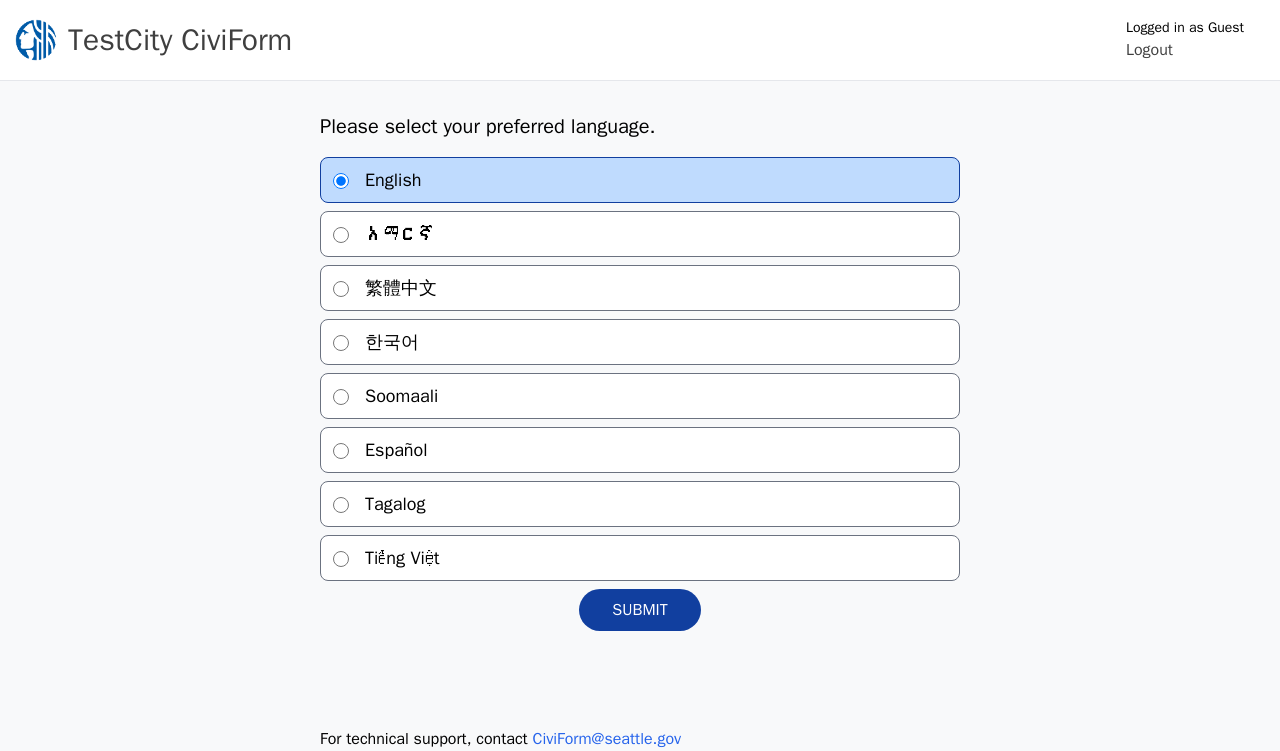 TestCity CiviForm
Logged in as Guest
Logout
Please select your preferred language.
English
አማርኛ
繁體中文
한국어
Soomaali
Español
Tagalog
Tiếng Việt
SUBMIT
For technical support, contact CiviForm@seattle.gov